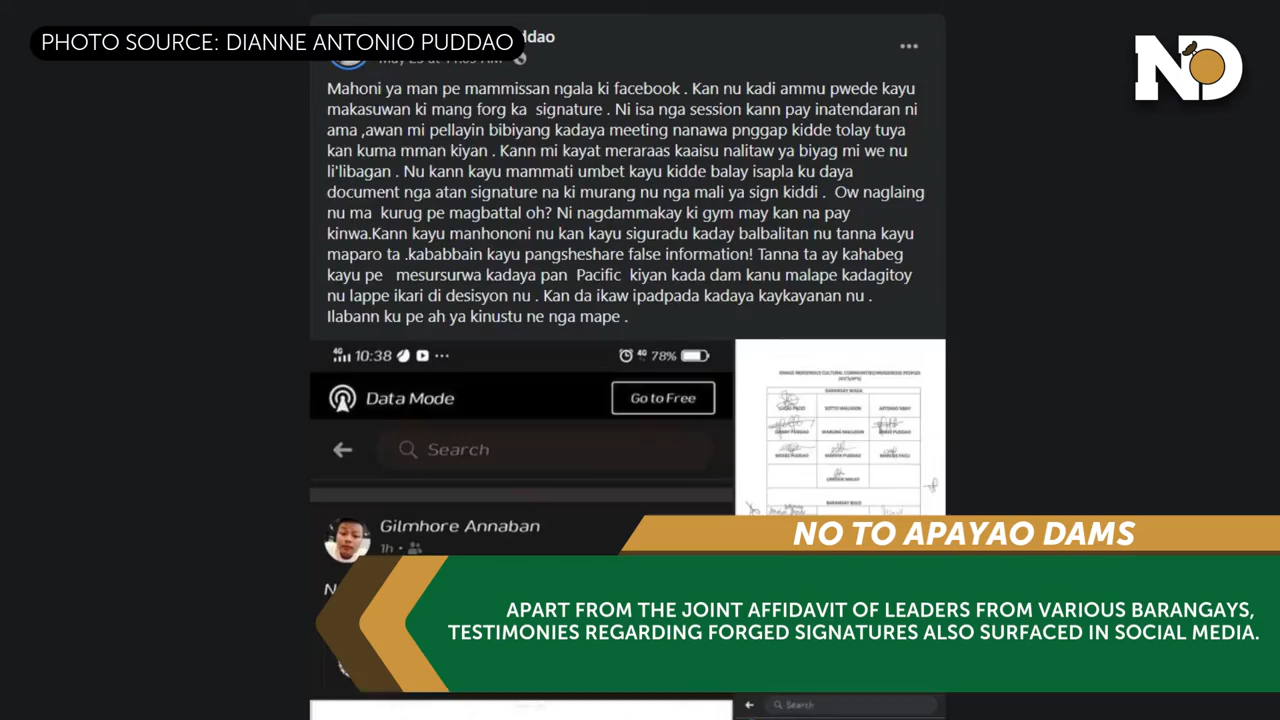 PHOTO SOURCE: DIANNE ANTONIO PUDDAO
ddao
NO
Mahoni ya man pe mammissan ngala ki facebook . Kan nu kadi ammu pwede kayu
makasuwan ki mang forg ka signature . Ni isa nga session kann pay inatendaran ni
ama ,awan mi pellayin bibiyang kadaya meeting nanawa pnggap kidde tolay tuya
kan kuma mman kiyan . Kann mi kayat meraraas kaaisu nalitaw ya biyag mi we nu
li'libagan . Nu kann kayu mammati umbet kayu kidde balay isapla ku daya
document nga atan signature na ki murang nu nga mali ya sign kiddi . Ow naglaing
nu ma kurug pe magbattal oh? Ni nagdammakay ki gym may kan na pay
kinwa.Kann kayu manhononi nu kan kayu siguradu kaday balbalitan nu tanna kayu
maparo ta .kababbain kayu pangsheshare false information! Tanna ta ay kahabeg
kayu pe mesursurwa kadaya pan Pacific kiyan kada dam kanu malape kadagitoy
nu lappe ikari di desisyon nu . Kan da ikaw ipadpada kadaya kaykayanan nu .
Ilabann ku pe ah ya kinustu ne nga mape .
4G 10:38 4G 78%
Data Mode
Go to Free
Search
Gilmhore Annaban
1h
BARANGAY BULU
NO TO APAYAO DAMS
APART FROM THE JOINT AFFIDAVIT OF LEADERS FROM VARIOUS BARANGAYS,
TESTIMONIES REGARDING FORGED SIGNATURES ALSO SURFACED IN SOCIAL MEDIA.
Search